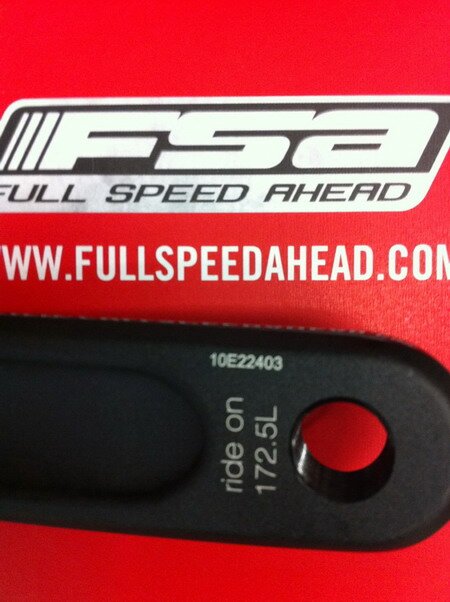 FSA
FULL SPEED AHEAD
WWW.FULLSPEEDAHEAD.COM
10E22403
ride on
172.5L